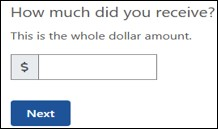 How much did you receive?
This is the whole dollar amount.
$
Next